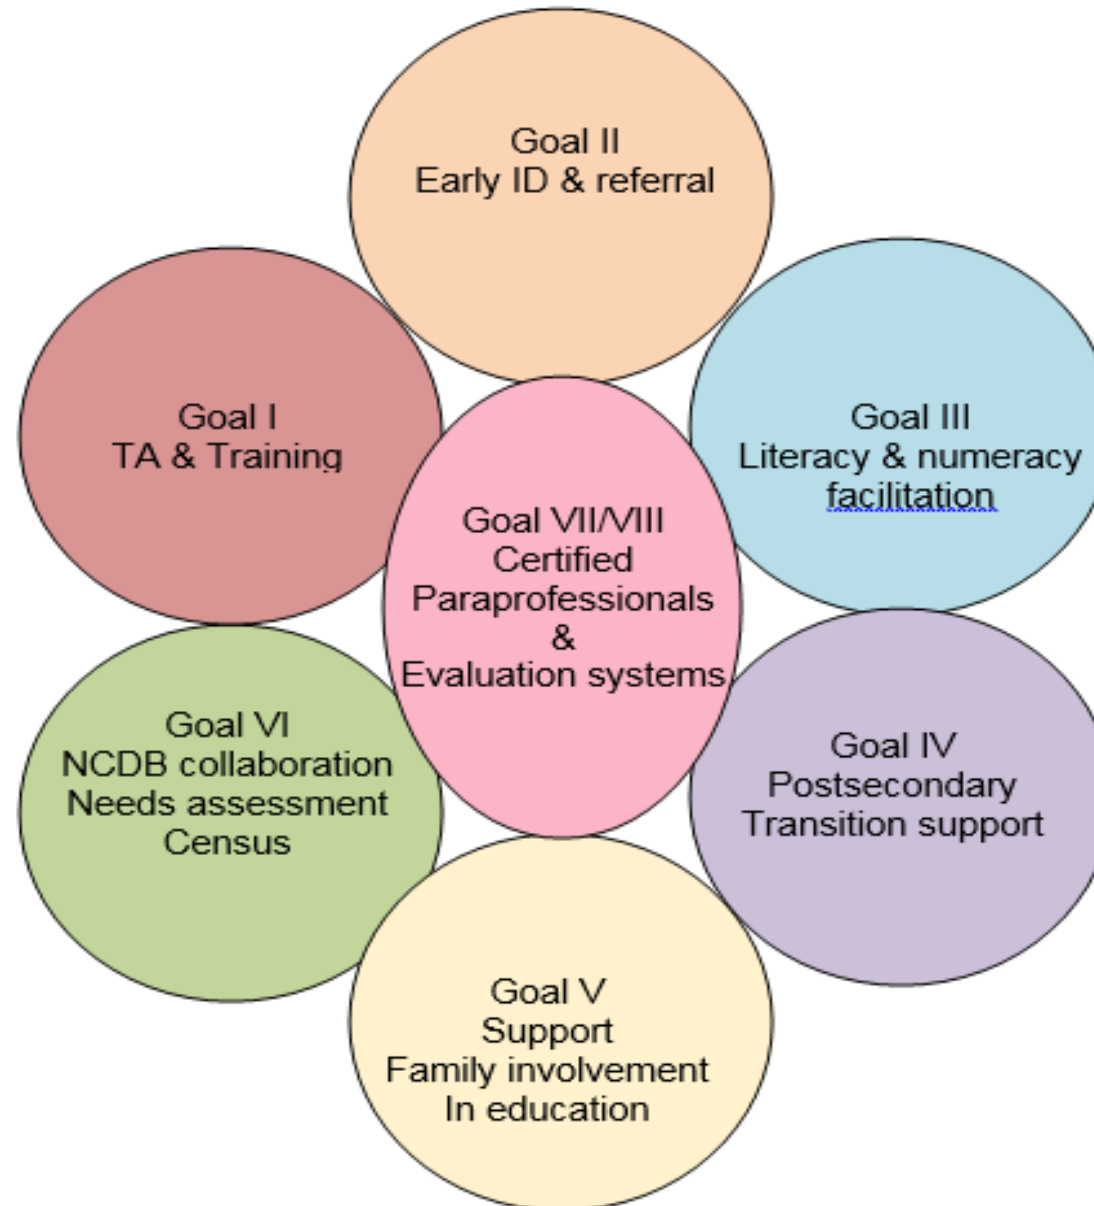 Goal II
Early ID & referral
Goal I
TA & Training
Goal III
Literacy & numeracy
facilitation
Goal VII/VIII
Certified
Paraprofessionals
&
Evaluation systems
Goal VI
NCDB collaboration
Needs assessment
Census
Goal IV
Postsecondary
Transition support
Goal V
Support
Family involvement
In education